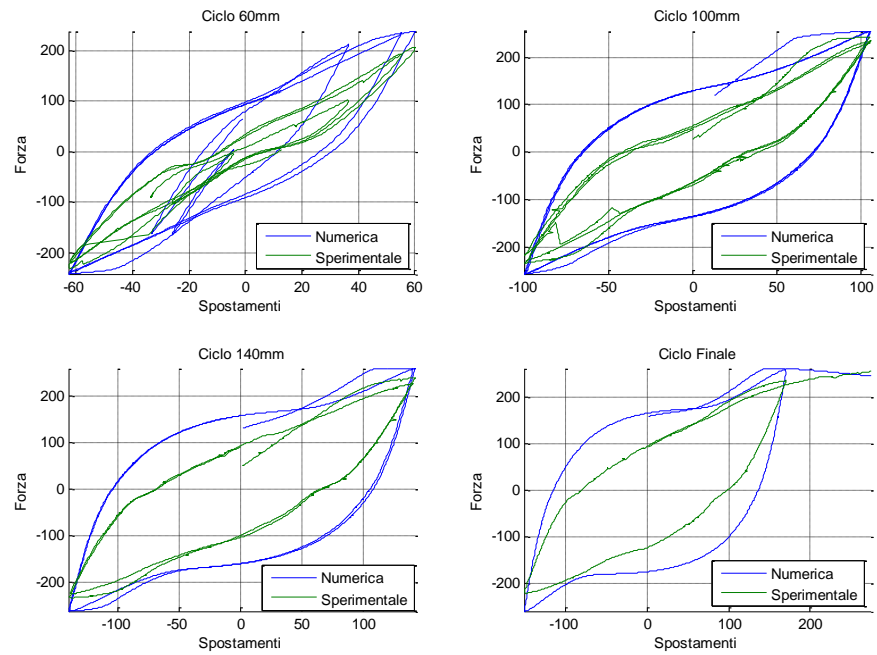 Ciclo 60mm
200
100
0
-100
-200
Forza
-60
-40
-20
0
20
40
60
Spostamenti
Numerica
Sperimentale
Ciclo 100mm
200
100
0
-100
-200
Forza
-100
-50
0
50
100
Spostamenti
Numerica
Sperimentale
Ciclo 140mm
200
100
0
-100
-200
Forza
-100
-50
0
50
100
Spostamenti
Numerica
Sperimentale
Ciclo Finale
200
100
0
-100
-200
Forza
-100
0
100
200
Spostamenti
Numerica
Sperimentale